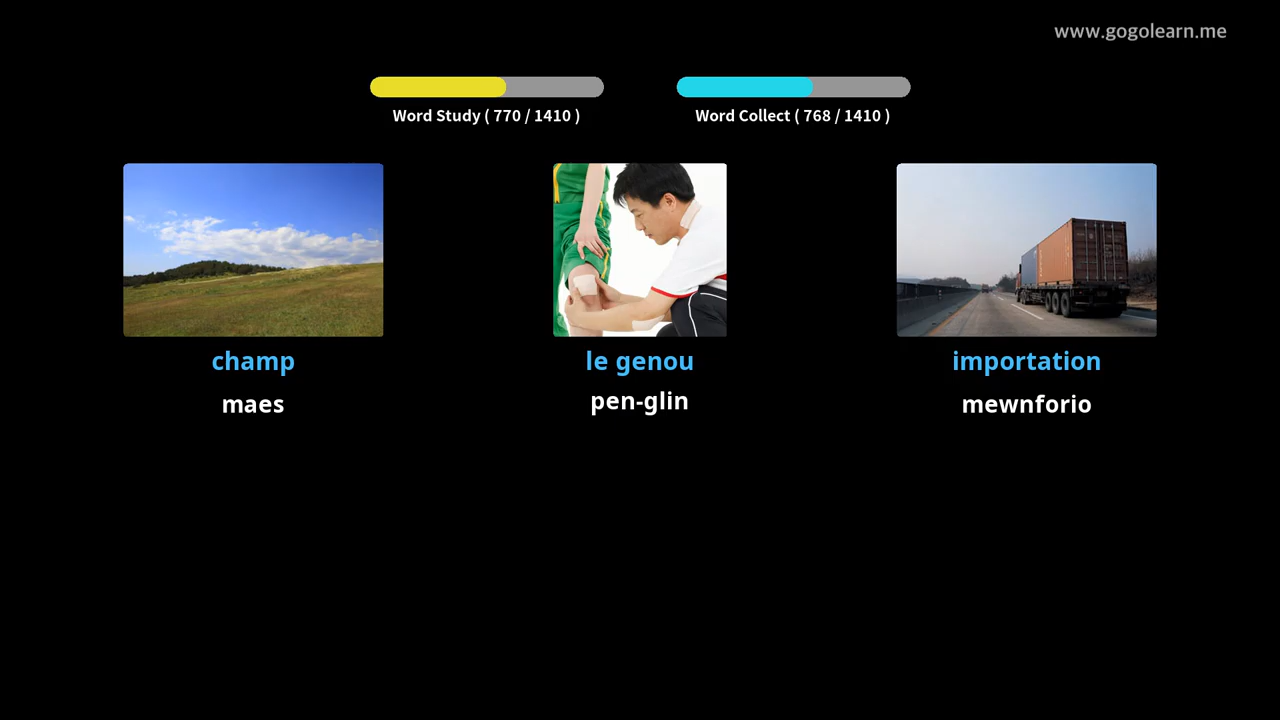 www.gogolearn.me
Word Study ( 770 / 1410 )
Word Collect ( 768 / 1410 )
champ
maes
le genou
pen-glin
importation
mewnforio